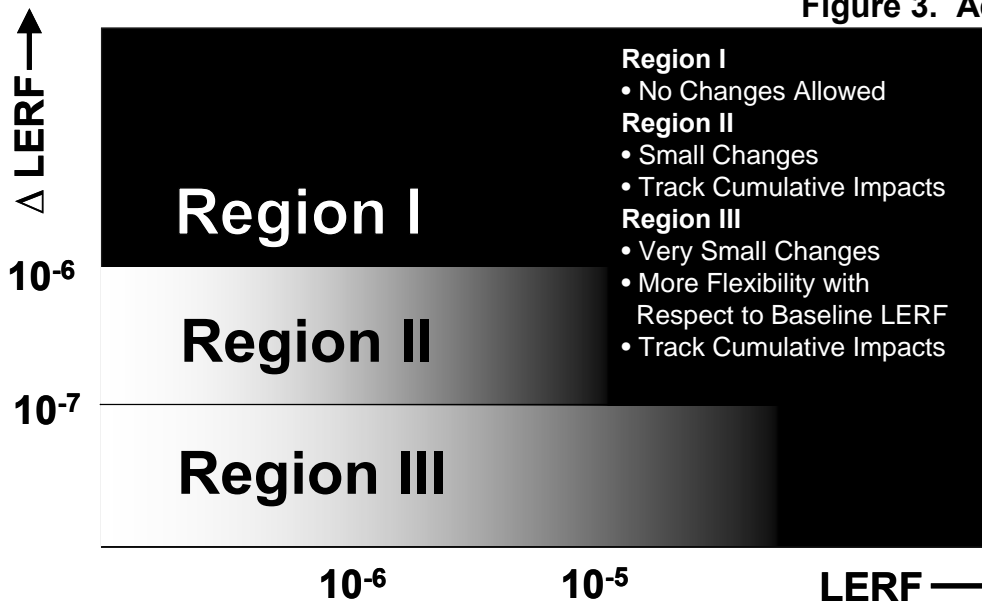 Figure 3.
Δ LERF
Region I
• No Changes Allowed
Region II
• Small Changes
• Track Cumulative Impacts
Region III
• Very Small Changes
• More Flexibility with
Respect to Baseline LERF
• Track Cumulative Impacts
Region I
10⁻⁶
Region II
10⁻⁷
Region III
10⁻⁶ 10⁻⁵ LERF